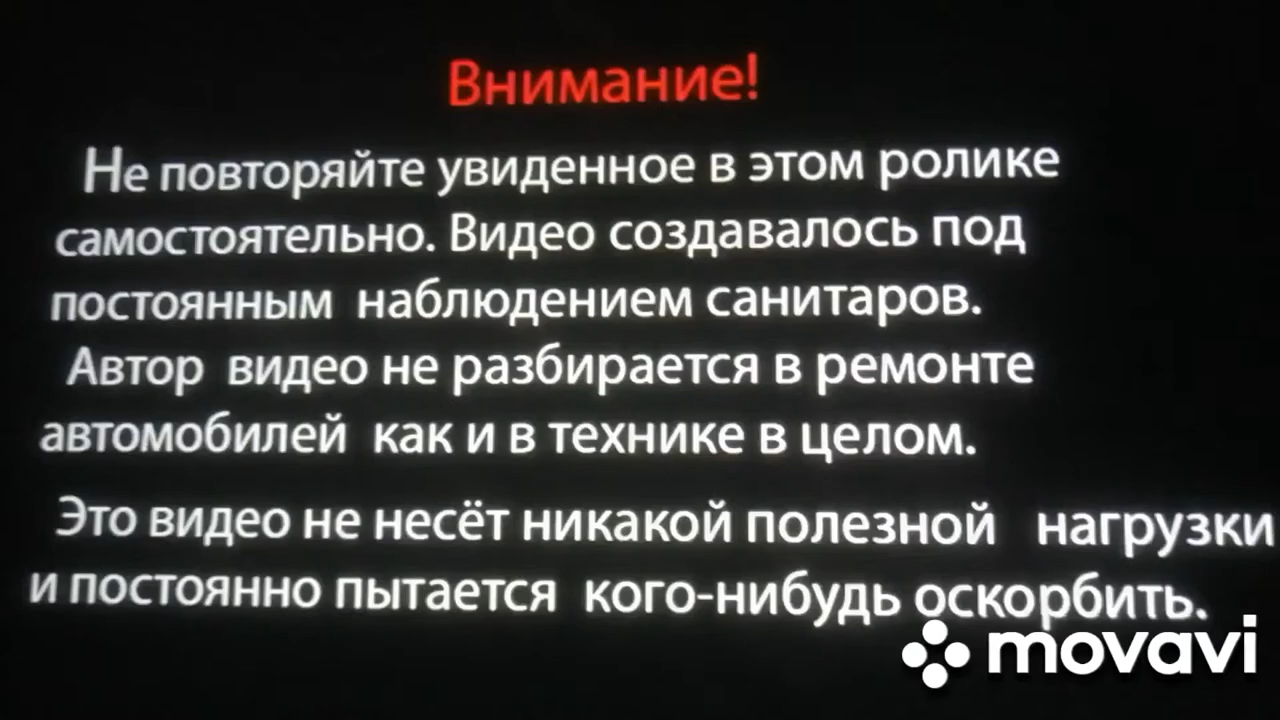 Внимание!
Не повторяйте увиденное в этом ролике
самостоятельно. Видео создавалось под
постоянным наблюдением санитаров.
Автор видео не разбирается в ремонте
автомобилей как и в технике в целом.
Это видео не несёт никакой полезной нагрузки
и постоянно пытается кого-нибудь оскорбить.
movavi